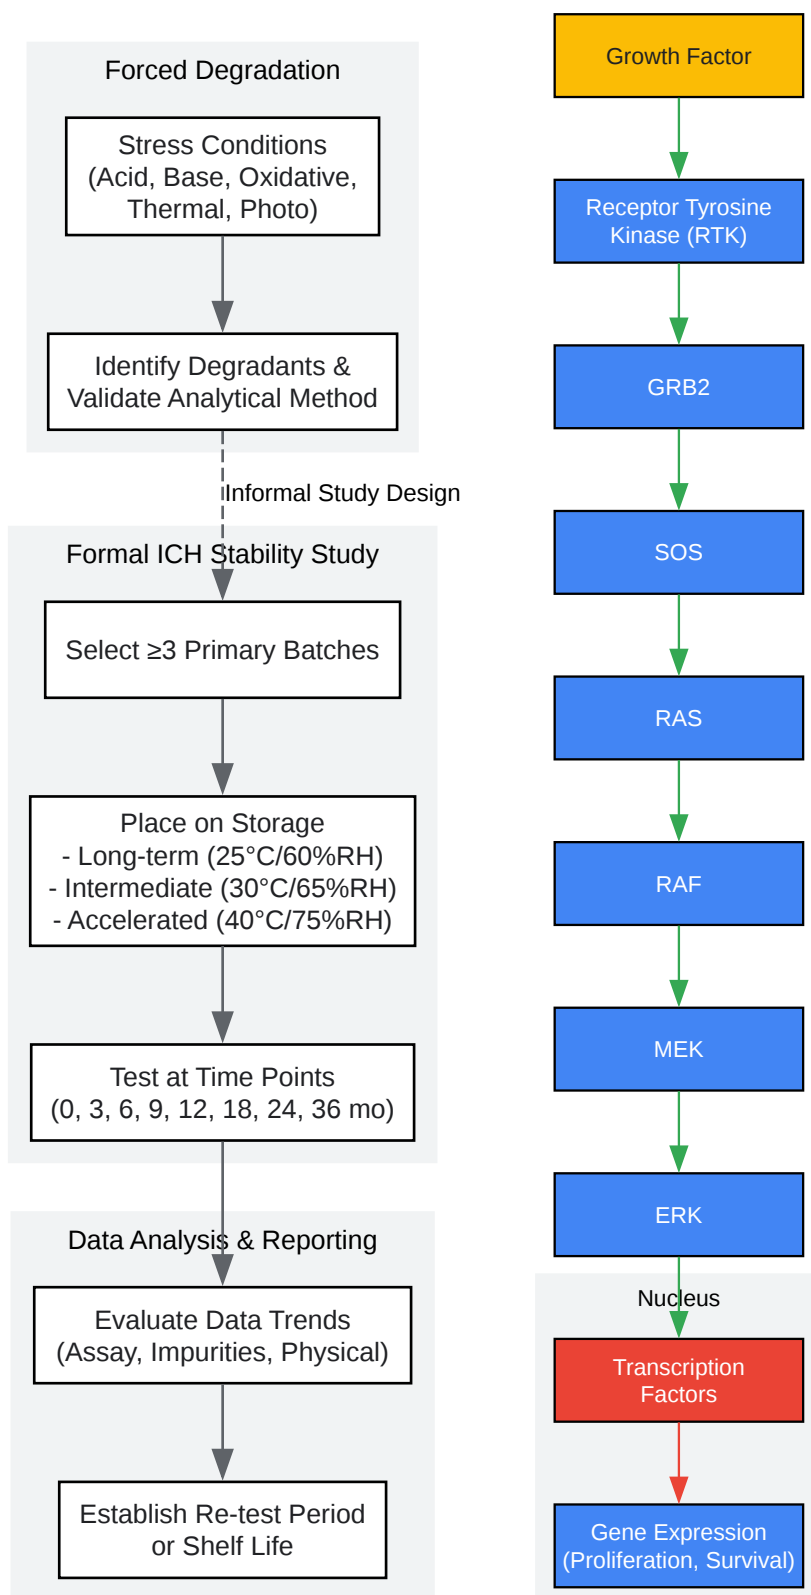 Forced Degradation
Stress Conditions
(Acid, Base, Oxidative,
Thermal, Photo)
Identify Degradants &
Validate Analytical Method
Informal Study Design
Formal ICH Stability Study
Select ≥3 Primary Batches
Place on Storage
- Long-term (25°C/60%RH)
- Intermediate (30°C/65%RH)
- Accelerated (40°C/75%RH)
Test at Time Points
(0, 3, 6, 9, 12, 18, 24, 36 mo)
Data Analysis & Reporting
Evaluate Data Trends
(Assay, Impurities, Physical)
Establish Re-test Period
or Shelf Life
Growth Factor
Receptor Tyrosine
Kinase (RTK)
GRB2
SOS
RAS
RAF
MEK
ERK
Nucleus
Transcription
Factors
Gene Expression
(Proliferation, Survival)